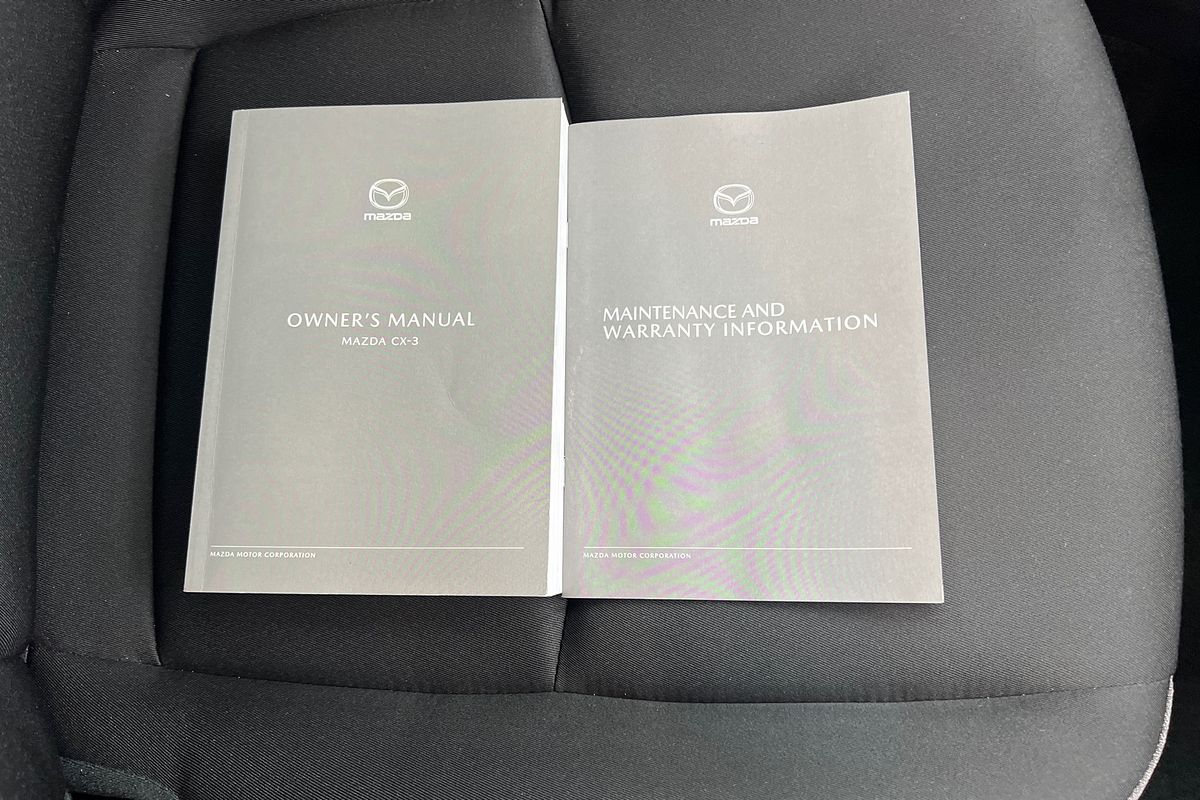 mazda
OWNER'S MANUAL
MAZDA CX-3
MAZDA MOTOR CORPORATION
mazda
MAINTENANCE AND
WARRANTY INFORMATION
MAZDA MOTOR CORPORATION